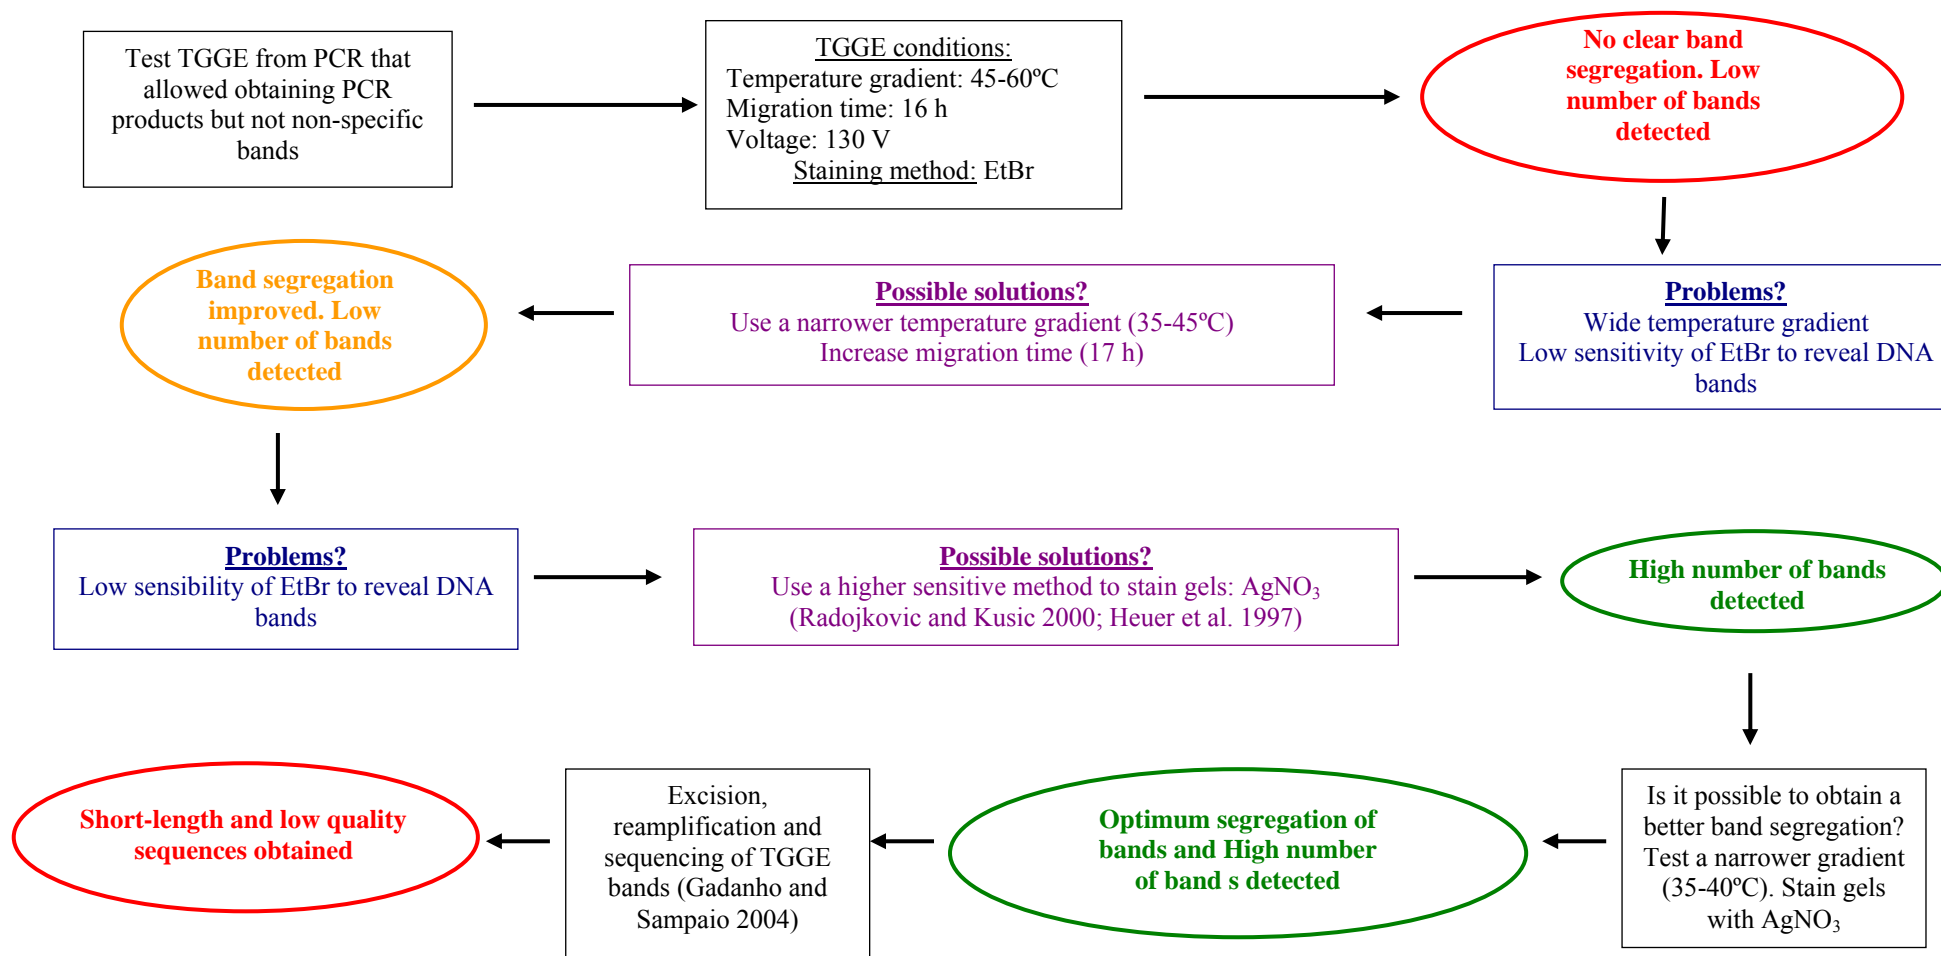 Test TGGE from PCR that
allowed obtaining PCR
products but not non-specific
bands
TGGE conditions:
Temperature gradient: 45-60ºC
Migration time: 16 h
Voltage: 130 V
Staining method: EtBr
No clear band
segregation. Low
number of bands
detected
Problems?
Wide temperature gradient
Low sensitivity of EtBr to reveal DNA
bands
Possible solutions?
Use a narrower temperature gradient (35-45ºC)
Increase migration time (17 h)
Band segregation
improved. Low
number of bands
detected
Problems?
Low sensibility of EtBr to reveal DNA
bands
Possible solutions?
Use a higher sensitive method to stain gels: AgNO₃
(Radojkovic and Kusic 2000; Heuer et al. 1997)
High number of bands
detected
Is it possible to obtain a
better band segregation?
Test a narrower gradient
(35-40ºC). Stain gels
with AgNO₃
Optimum segregation of
bands and High number
of band s detected
Excision,
reamplification and
sequencing of TGGE
bands (Gadanho and
Sampaio 2004)
Short-length and low quality
sequences obtained